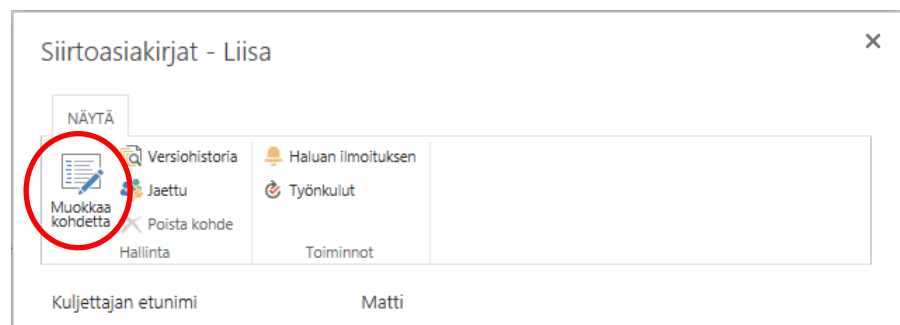 Siirtoasiakirjat - Liisa
NÄYTÄ
Muokkaa
kohdetta
Versiohistoria
Jaettu
Poista kohde
Hallinta
Haluan ilmoituksen
Työnkulut
Toiminnot
Kuljettajan etunimi Matti